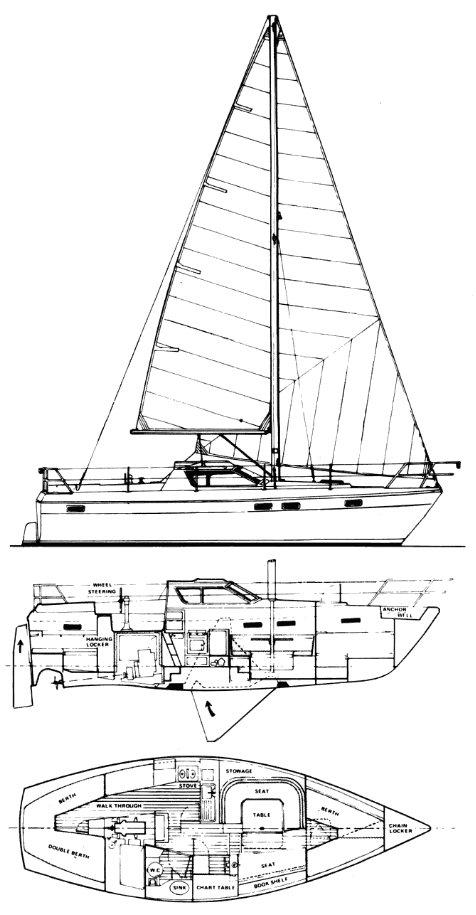 WHEEL
STEERING
ANCHOR
WELL
HANGING
LOCKER
STOWAGE
STOVE
SEAT
BERTH
WALK THROUGH
TABLE
BERTH
CHAIN
LOCKER
DOUBLE BERTH
W.C
SEAT
SINK
CHART TABLE
BOOK SHELF